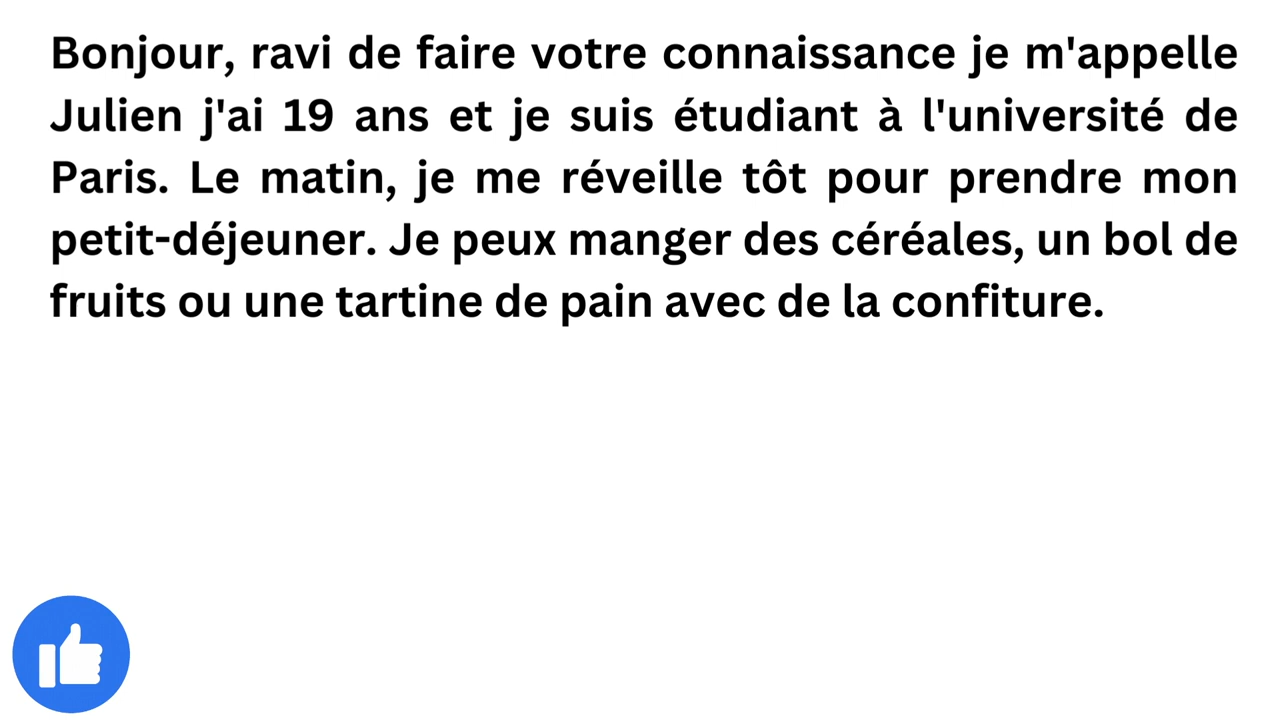 Bonjour, ravi de faire votre connaissance je m'appelle
Julien j'ai 19 ans et je suis étudiant à l'université de
Paris. Le matin, je me réveille tôt pour prendre mon
petit-déjeuner. Je peux manger des céréales, un bol de
fruits ou une tartine de pain avec de la confiture.